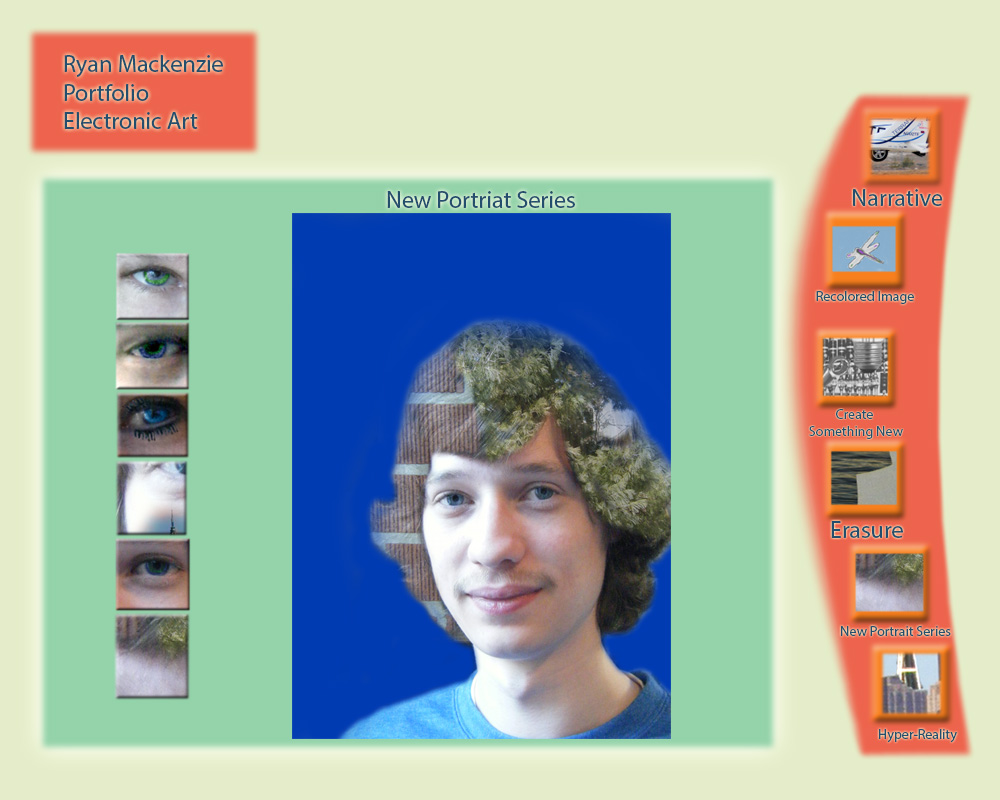 Ryan Mackenzie
Portfolio
Electronic Art
New Portriat Series
Narrative
Recolored Image
Create
Something New
Erasure
New Portrait Series
Hyper-Reality